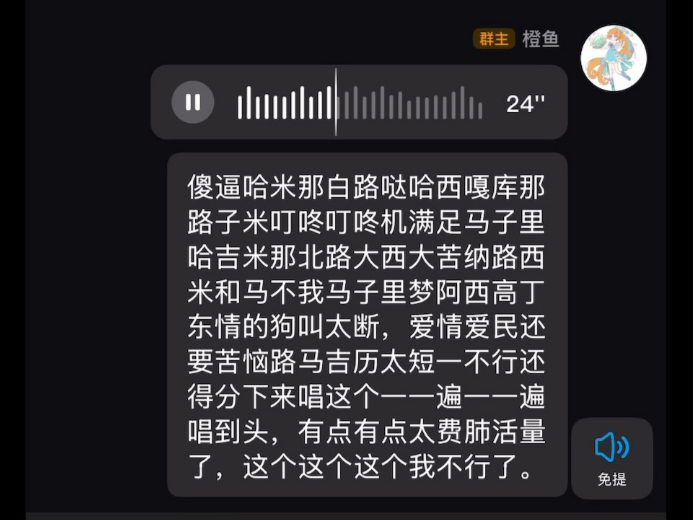 群主 橙鱼
24''
傻逼哈米那白路哒哈西嘎库那
路子米叮咚叮咚机满足马子里
哈吉米那北路大西大苦纳路西
米和马不我马子里梦阿西高丁
东情的狗叫太断，爱情爱民还
要苦恼路马吉历太短一不行还
得分下来唱这个一一遍一一遍
唱到头，有点有点太费肺活量
了，这个这个这个我不行了。
免提